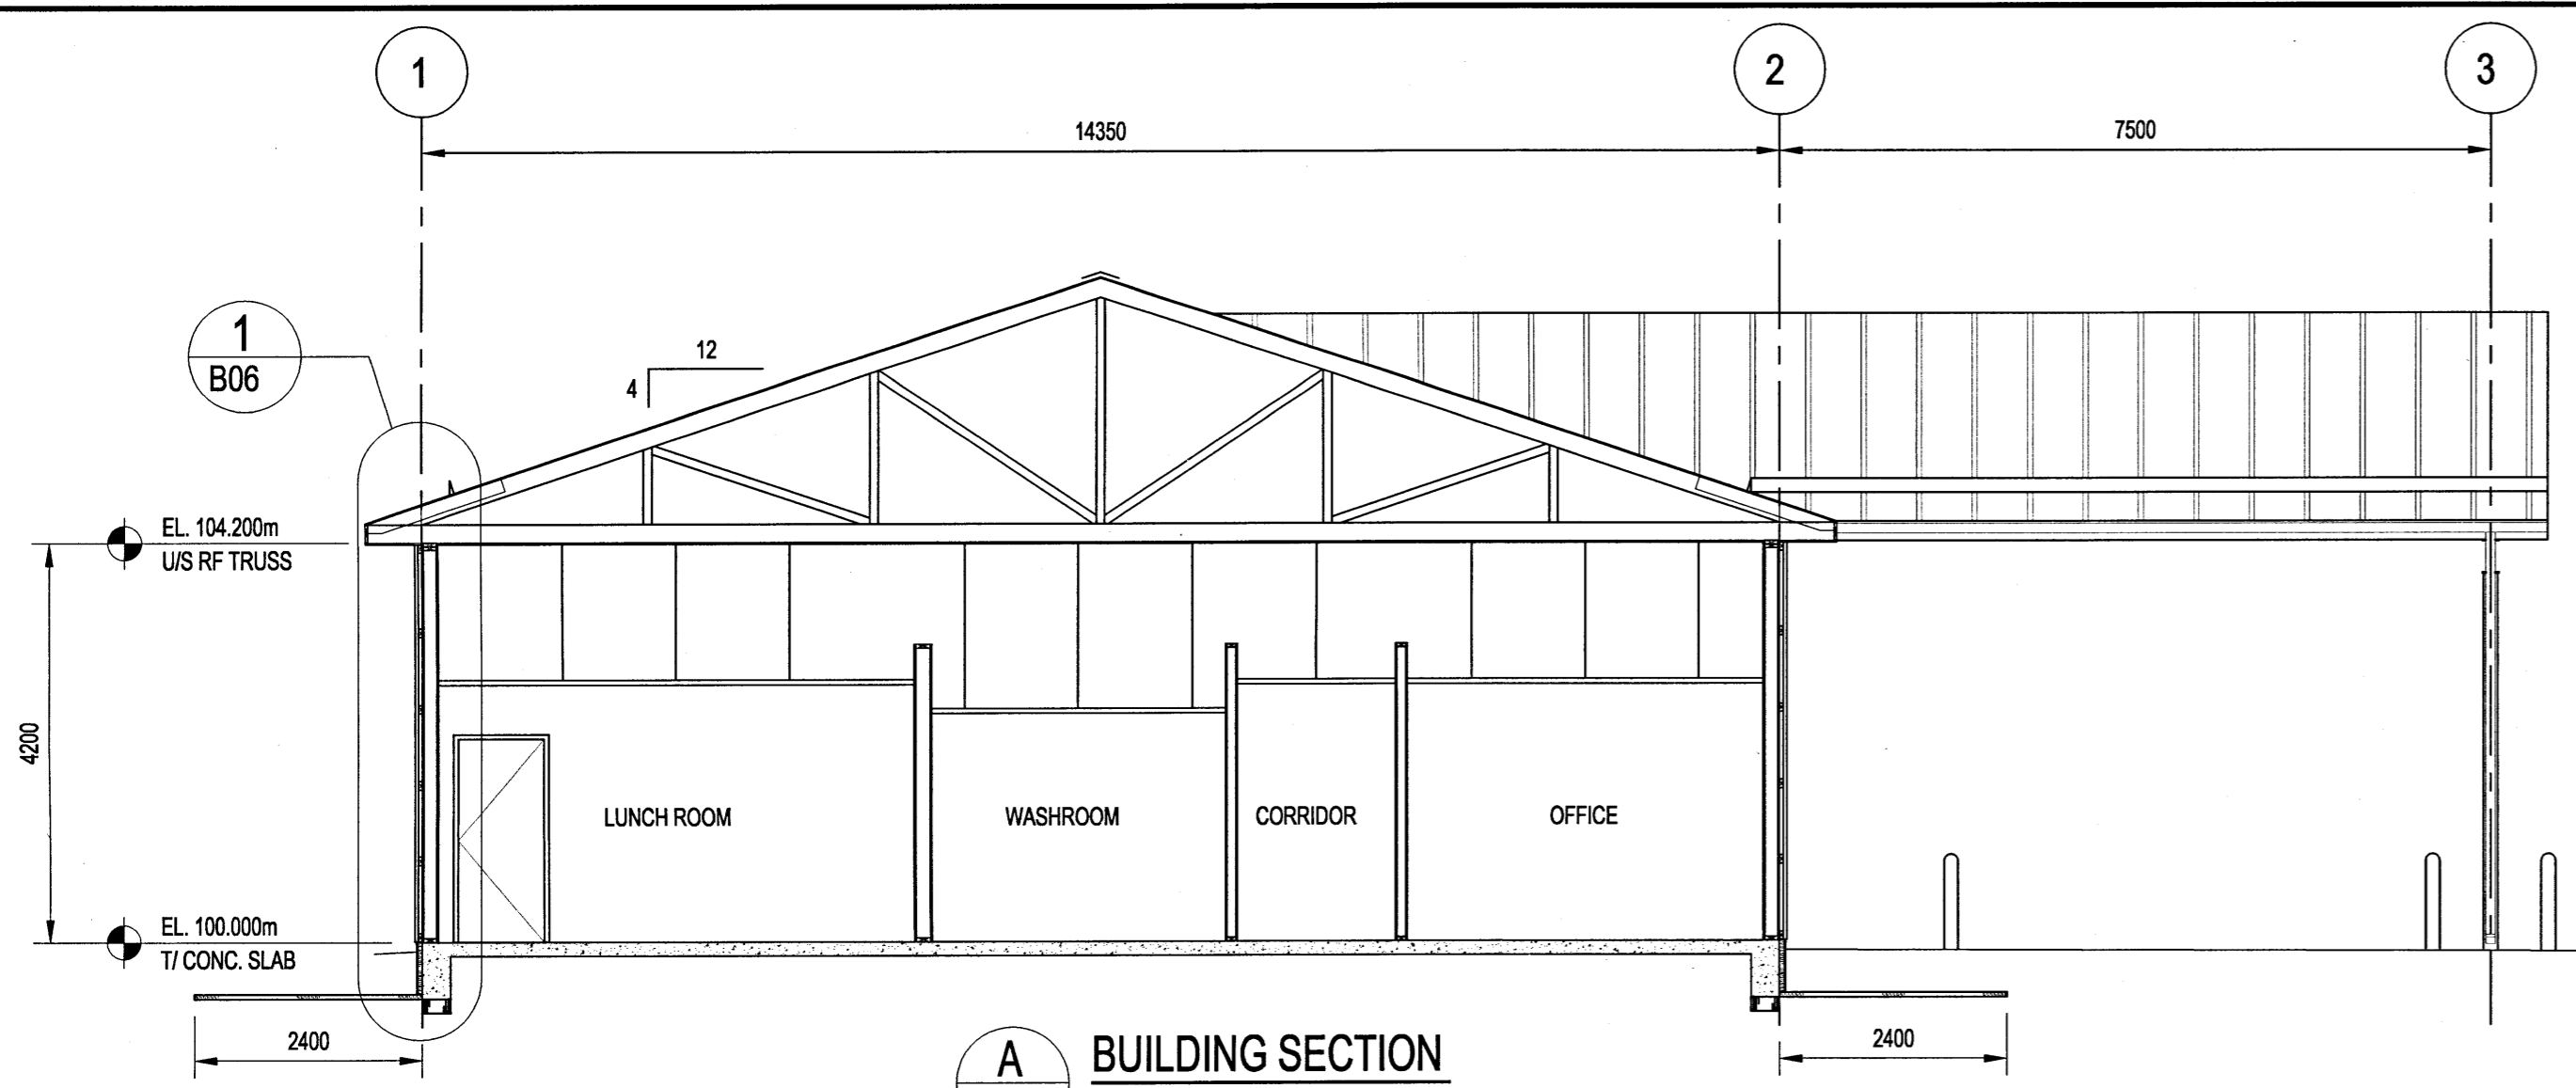 1
2
3
14350
7500
1
B06
12
4
EL. 104.200m
U/S RF TRUSS
4200
LUNCH ROOM
WASHROOM
CORRIDOR
OFFICE
EL. 100.000m
T/ CONC. SLAB
2400
2400
A
BUILDING SECTION